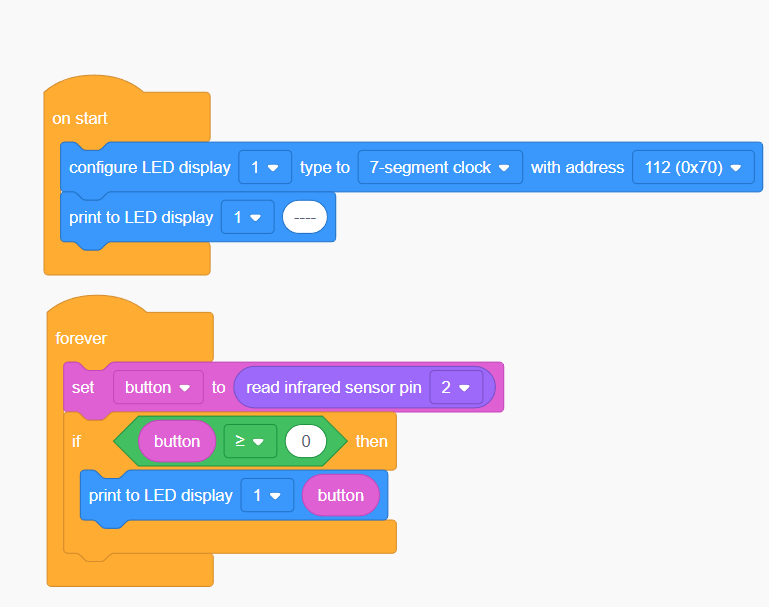 on start
configure LED display 1 type to 7-segment clock with address 112 (0x70)
print to LED display 1 ----
forever
set button to read infrared sensor pin 2
if button ≥ 0 then
print to LED display 1 button